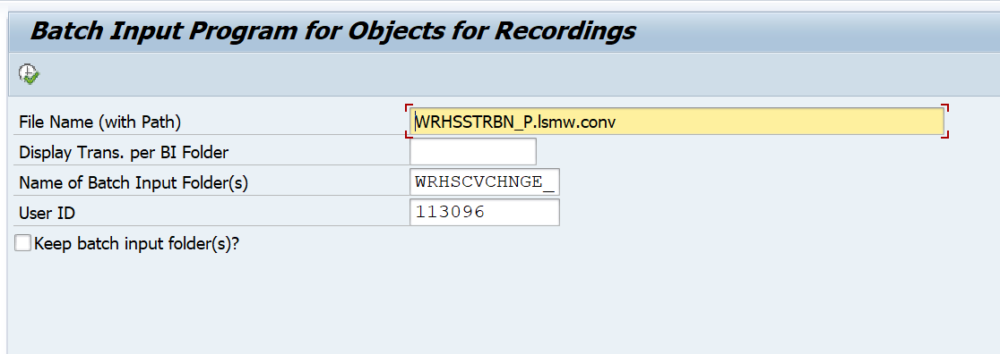 Batch Input Program for Objects for Recordings
File Name (with Path) WRHSSTRBN_P.lsmw.conv
Display Trans. per BI Folder
Name of Batch Input Folder(s) WRHSCVCHNGE_
User ID 113096
Keep batch input folder(s)?